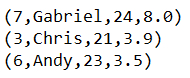 (7,Gabriel,24,8.0)
(3,Chris,21,3.9)
(6,Andy,23,3.5)